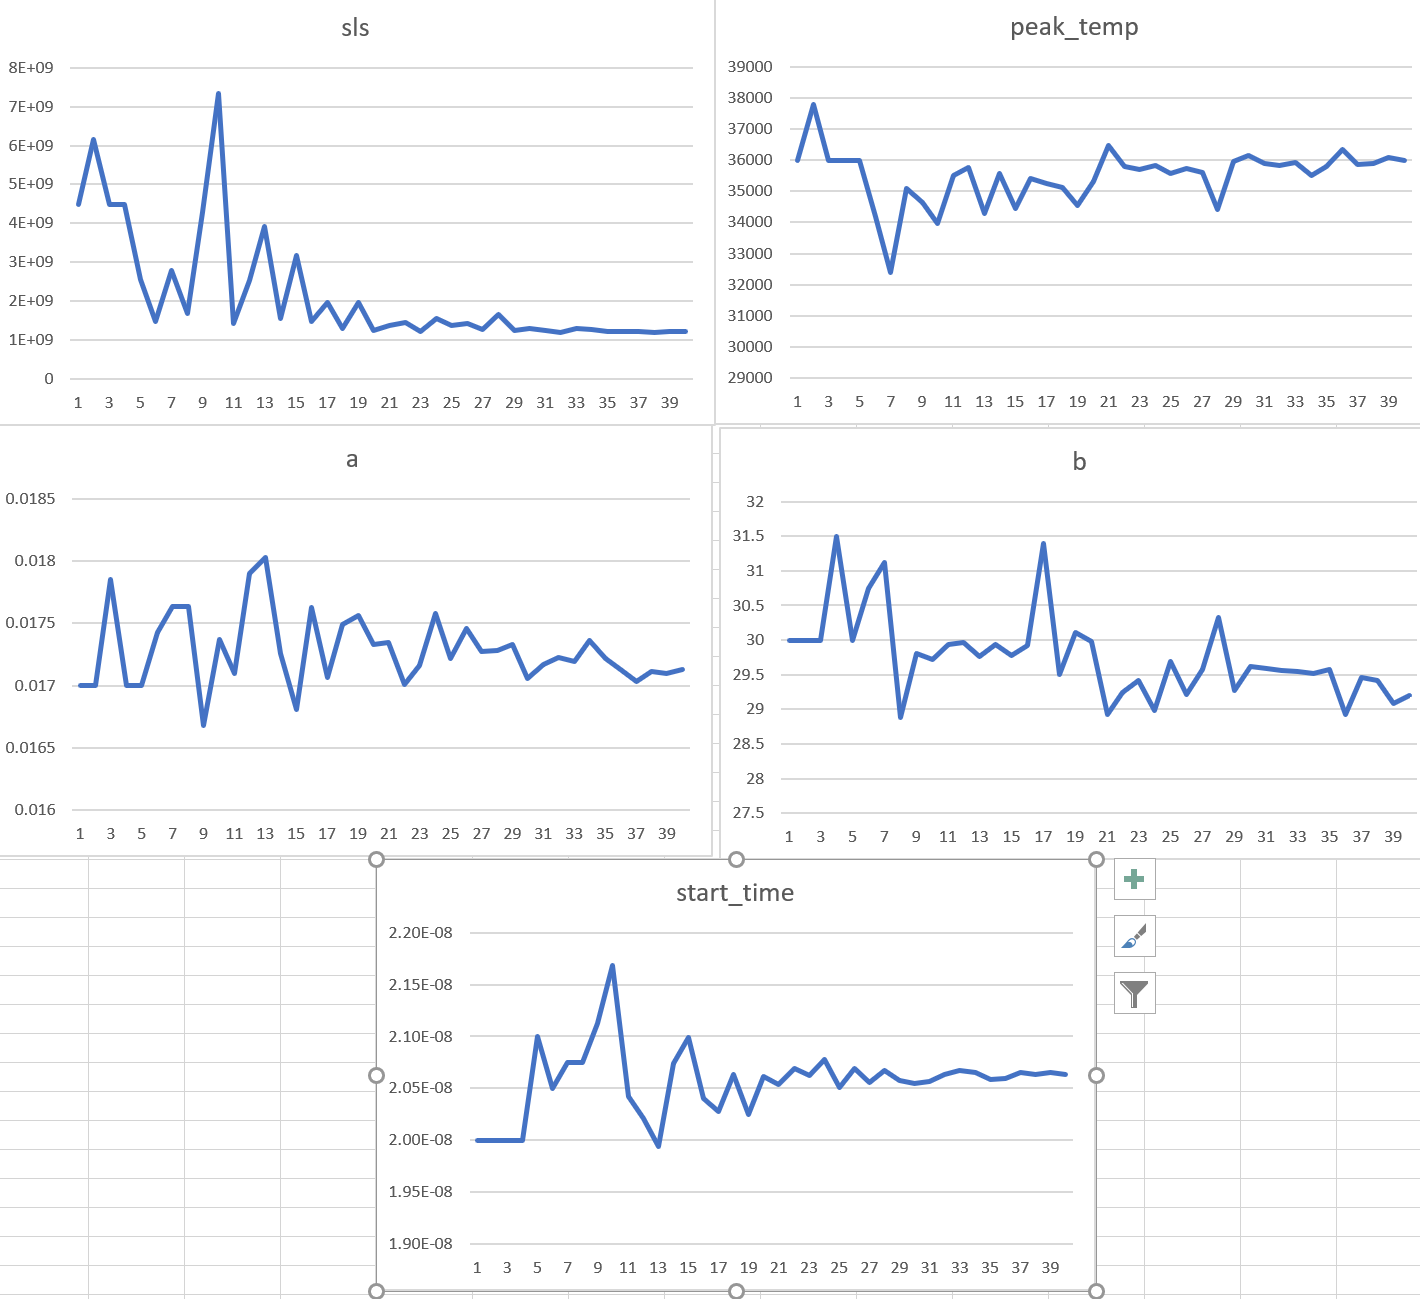 sls
8E+09
7E+09
6E+09
5E+09
4E+09
3E+09
2E+09
1E+09
0
1 3 5 7 9 11 13 15 17 19 21 23 25 27 29 31 33 35 37 39
peak_temp
39000
38000
37000
36000
35000
34000
33000
32000
31000
30000
29000
1 3 5 7 9 11 13 15 17 19 21 23 25 27 29 31 33 35 37 39
a
0.0185
0.018
0.0175
0.017
0.0165
0.016
1 3 5 7 9 11 13 15 17 19 21 23 25 27 29 31 33 35 37 39
b
32
31.5
31
30.5
30
29.5
29
28.5
28
27.5
1 3 5 7 9 11 13 15 17 19 21 23 25 27 29 31 33 35 37 39
start_time
2.20E-08
2.15E-08
2.10E-08
2.05E-08
2.00E-08
1.95E-08
1.90E-08
1 3 5 7 9 11 13 15 17 19 21 23 25 27 29 31 33 35 37 39